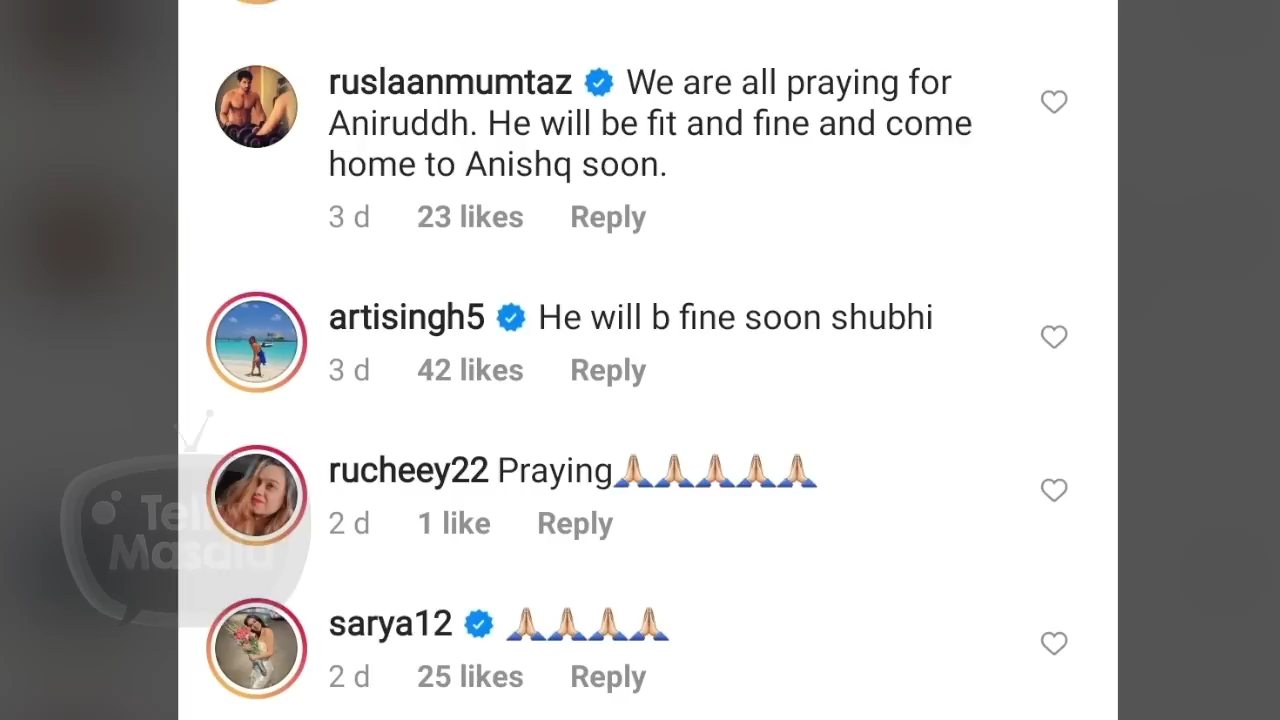 ruslaanmumtaz We are all praying for
Aniruddh. He will be fit and fine and come
home to Anishq soon.
3 d 23 likes Reply
artisingh5 He will b fine soon shubhi
3 d 42 likes Reply
rucheey22 Praying🙏🏻🙏🏻🙏🏻🙏🏻🙏🏻
2 d 1 like Reply
Masala
sarya12 🙏🏻🙏🏻🙏🏻🙏🏻
2 d 25 likes Reply